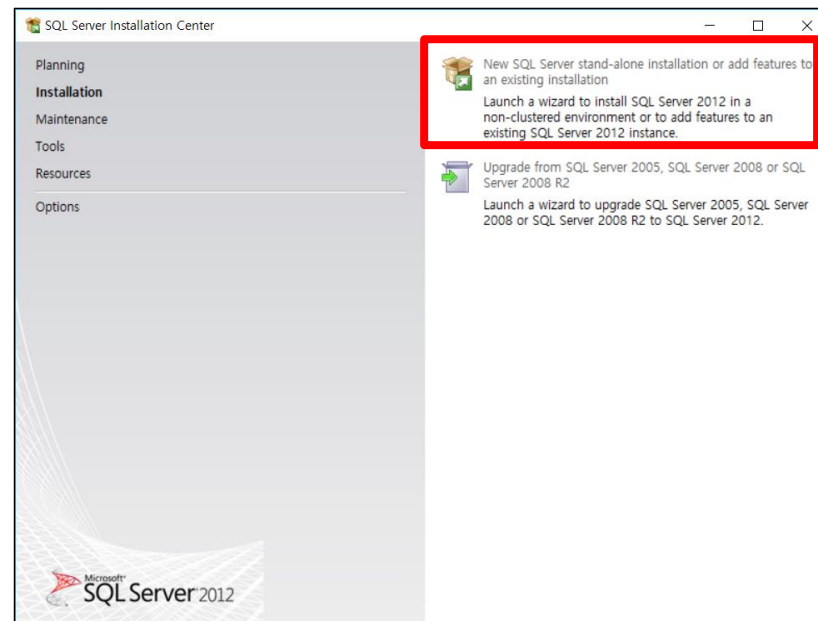 SQL Server Installation Center
Planning
Installation
Maintenance
Tools
Resources
Options
New SQL Server stand-alone installation or add features to
an existing installation
Launch a wizard to install SQL Server 2012 in a
non-clustered environment or to add features to an
existing SQL Server 2012 instance.
Upgrade from SQL Server 2005, SQL Server 2008 or SQL
Server 2008 R2
Launch a wizard to upgrade SQL Server 2005, SQL Server
2008 or SQL Server 2008 R2 to SQL Server 2012.
Microsoft®
SQL Server®2012